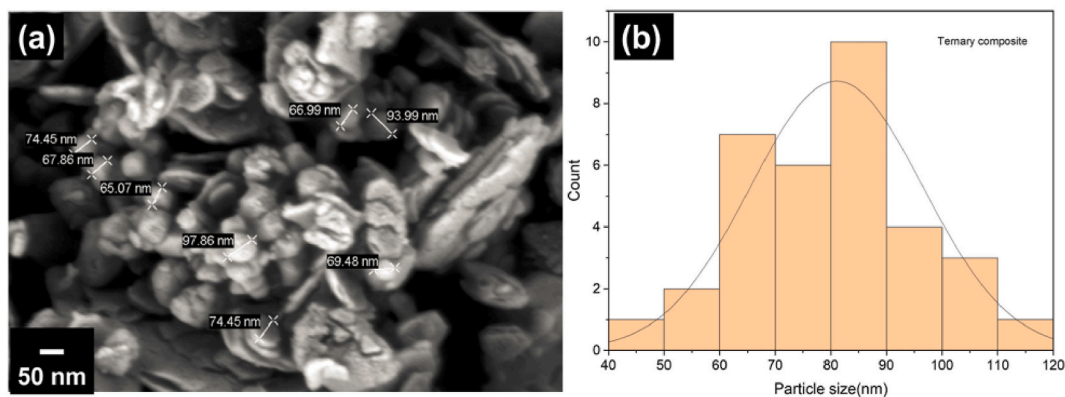 (a)
66.99 nm
93.99 nm
74.45 nm
67.86 nm
65.07 nm
97.86 nm
69.48 nm
74.45 nm
50 nm
(b)
Ternary composite
10
8
6
4
2
0
Count
40 50 60 70 80 90 100 110 120
Particle size(nm)